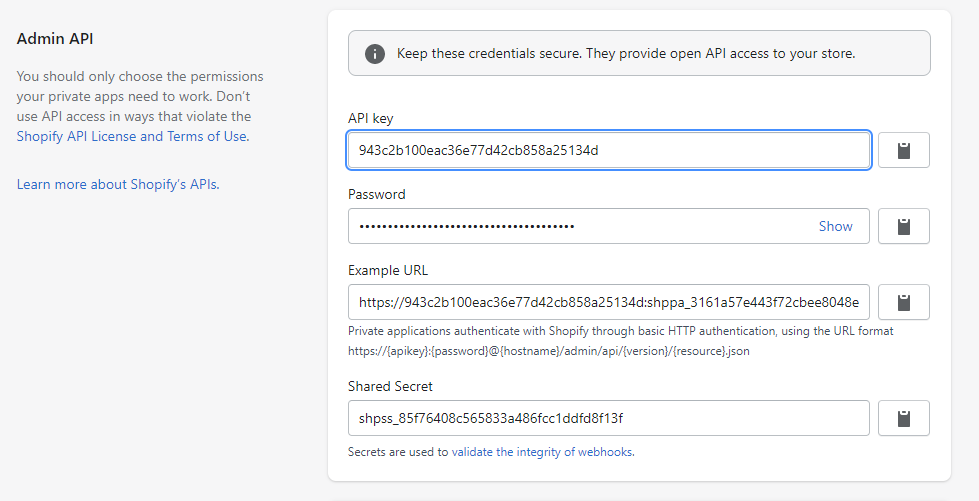 Admin API
You should only choose the permissions
your private apps need to work. Don't
use API access in ways that violate the
Shopify API License and Terms of Use.
Learn more about Shopify's APIs.
Keep these credentials secure. They provide open API access to your store.
API key
943c2b100eac36e77d42cb858a25134d
Password
••••••••••••••••••••••••••••••••••••••
Show
Example URL
https://943c2b100eac36e77d42cb858a25134d:shppa_3161a57e443f72cbee8048e
Private applications authenticate with Shopify through basic HTTP authentication, using the URL format
https://{apikey}:{password}@{hostname}/admin/api/{version}/{resource}.json
Shared Secret
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
Secrets are used to validate the integrity of webhooks.